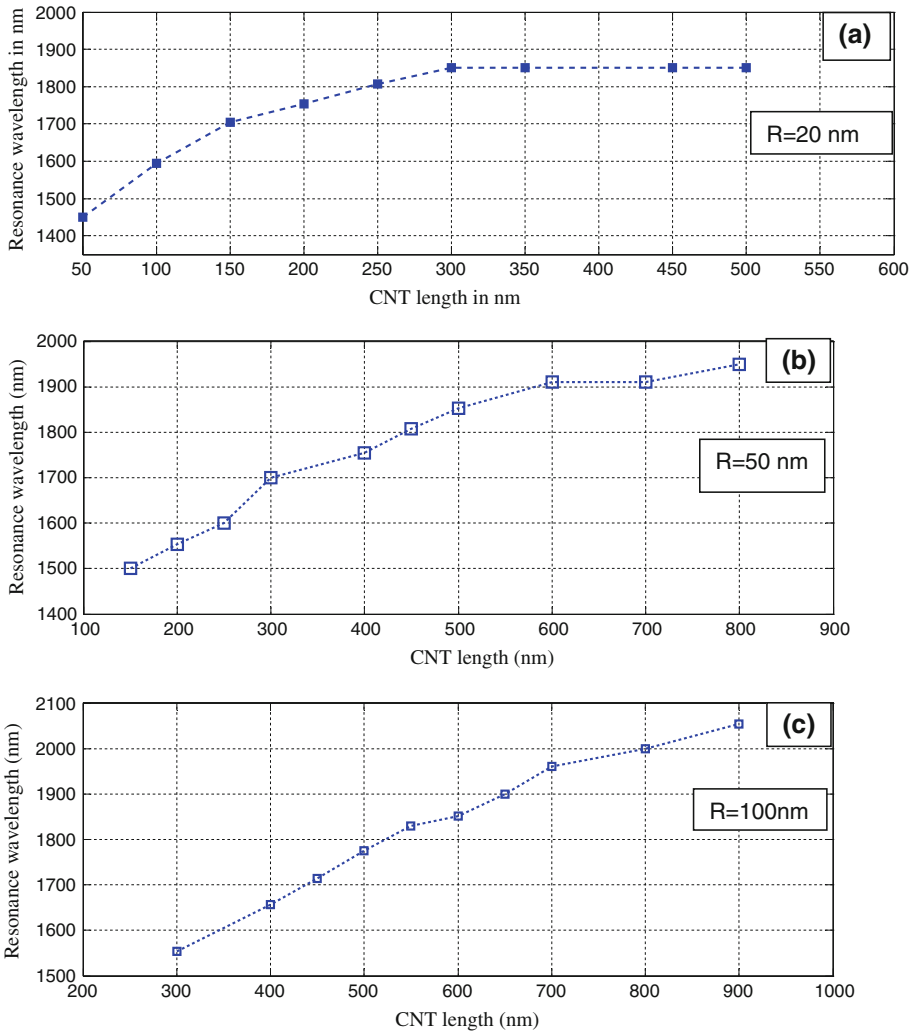 (a)
2000
1900
1800
1700
1600
1500
1400
Resonance wavelength in nm
R=20 nm
50 100 150 200 250 300 350 400 450 500 550 600
CNT length in nm
(b)
2000
1900
1800
1700
1600
1500
1400
Resonance wavelength (nm)
R=50 nm
100 200 300 400 500 600 700 800 900
CNT length (nm)
(c)
2100
2000
1900
1800
1700
1600
1500
Resonance wavelength (nm)
R=100nm
200 300 400 500 600 700 800 900 1000
CNT length (nm)